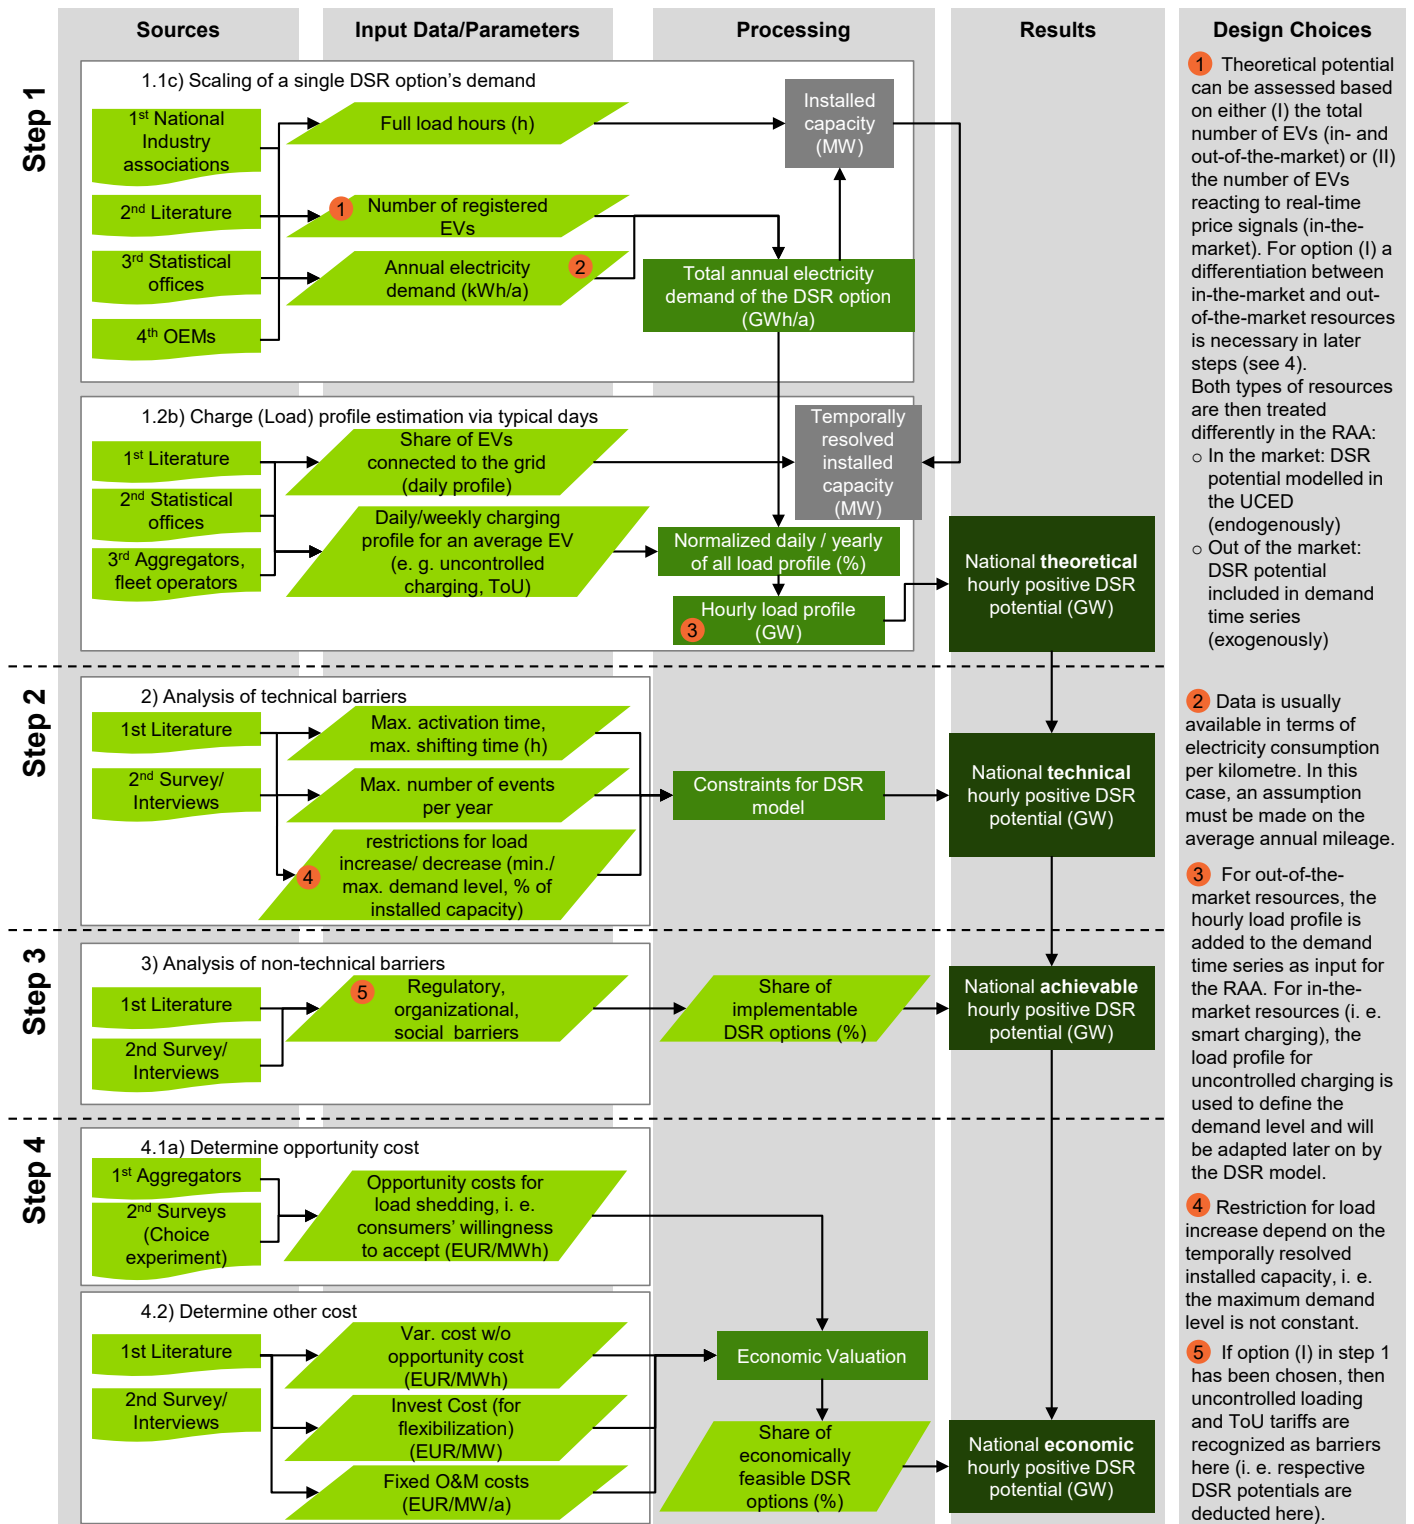 Sources
Input Data/Parameters
Processing
Results
Design Choices
Step 1
1.1c) Scaling of a single DSR option's demand
1st National
Industry
associations
2nd Literature
3rd Statistical
offices
4th OEMs
Full load hours (h)
1
Number of registered
EVs
Annual electricity
demand (kWh/a)
2
Installed
capacity
(MW)
Total annual electricity
demand of the DSR option
(GWh/a)
1.2b) Charge (Load) profile estimation via typical days
1st Literature
2nd Statistical
offices
3rd Aggregators,
fleet operators
Share of EVs
connected to the grid
(daily profile)
Daily/weekly charging
profile for an average EV
(e. g. uncontrolled
charging, ToU)
Temporally
resolved
installed
capacity
(MW)
Normalized daily / yearly
of all load profile (%)
Hourly load profile
(GW)
3
National theoretical
hourly positive DSR
potential (GW)
Step 2
2) Analysis of technical barriers
1st Literature
2nd Survey/
Interviews
Max. activation time,
max. shifting time (h)
Max. number of events
per year
restrictions for load
increase/ decrease (min./
max. demand level, % of
installed capacity)
4
Constraints for DSR
model
National technical
hourly positive DSR
potential (GW)
Step 3
3) Analysis of non-technical barriers
1st Literature
2nd Survey/
Interviews
5
Regulatory,
organizational,
social barriers
Share of
implementable
DSR options (%)
National achievable
hourly positive DSR
potential (GW)
Step 4
4.1a) Determine opportunity cost
1st Aggregators
2nd Surveys
(Choice
experiment)
Opportunity costs for
load shedding, i. e.
consumers' willingness
to accept (EUR/MWh)
4.2) Determine other cost
1st Literature
2nd Survey/
Interviews
Var. cost w/o
opportunity cost
(EUR/MWh)
Invest Cost (for
flexibilization)
(EUR/MW)
Fixed O&M costs
(EUR/MW/a)
Economic Valuation
Share of
economically
feasible DSR
options (%)
National economic
hourly positive DSR
potential (GW)
1 Theoretical potential
can be assessed based
on either (I) the total
number of EVs (in- and
out-of-the-market) or (II)
the number of EVs
reacting to real-time
price signals (in-the-
market). For option (I) a
differentiation between
in-the-market and out-
of-the-market resources
is necessary in later
steps (see 4).
Both types of resources
are then treated
differently in the RAA:
○ In the market: DSR
potential modelled in
the UCED
(endogenously)
○ Out of the market:
DSR potential
included in demand
time series
(exogenously)
2 Data is usually
available in terms of
electricity consumption
per kilometre. In this
case, an assumption
must be made on the
average annual mileage.
3 For out-of-the-
market resources, the
hourly load profile is
added to the demand
time series as input for
the RAA. For in-the-
market resources (i. e.
smart charging), the
load profile for
uncontrolled charging is
used to define the
demand level and will
be adapted later on by
the DSR model.
4 Restriction for load
increase depend on the
temporally resolved
installed capacity, i. e.
the maximum demand
level is not constant.
5 If option (I) in step 1
has been chosen, then
uncontrolled loading
and ToU tariffs are
recognized as barriers
here (i. e. respective
DSR potentials are
deducted here).